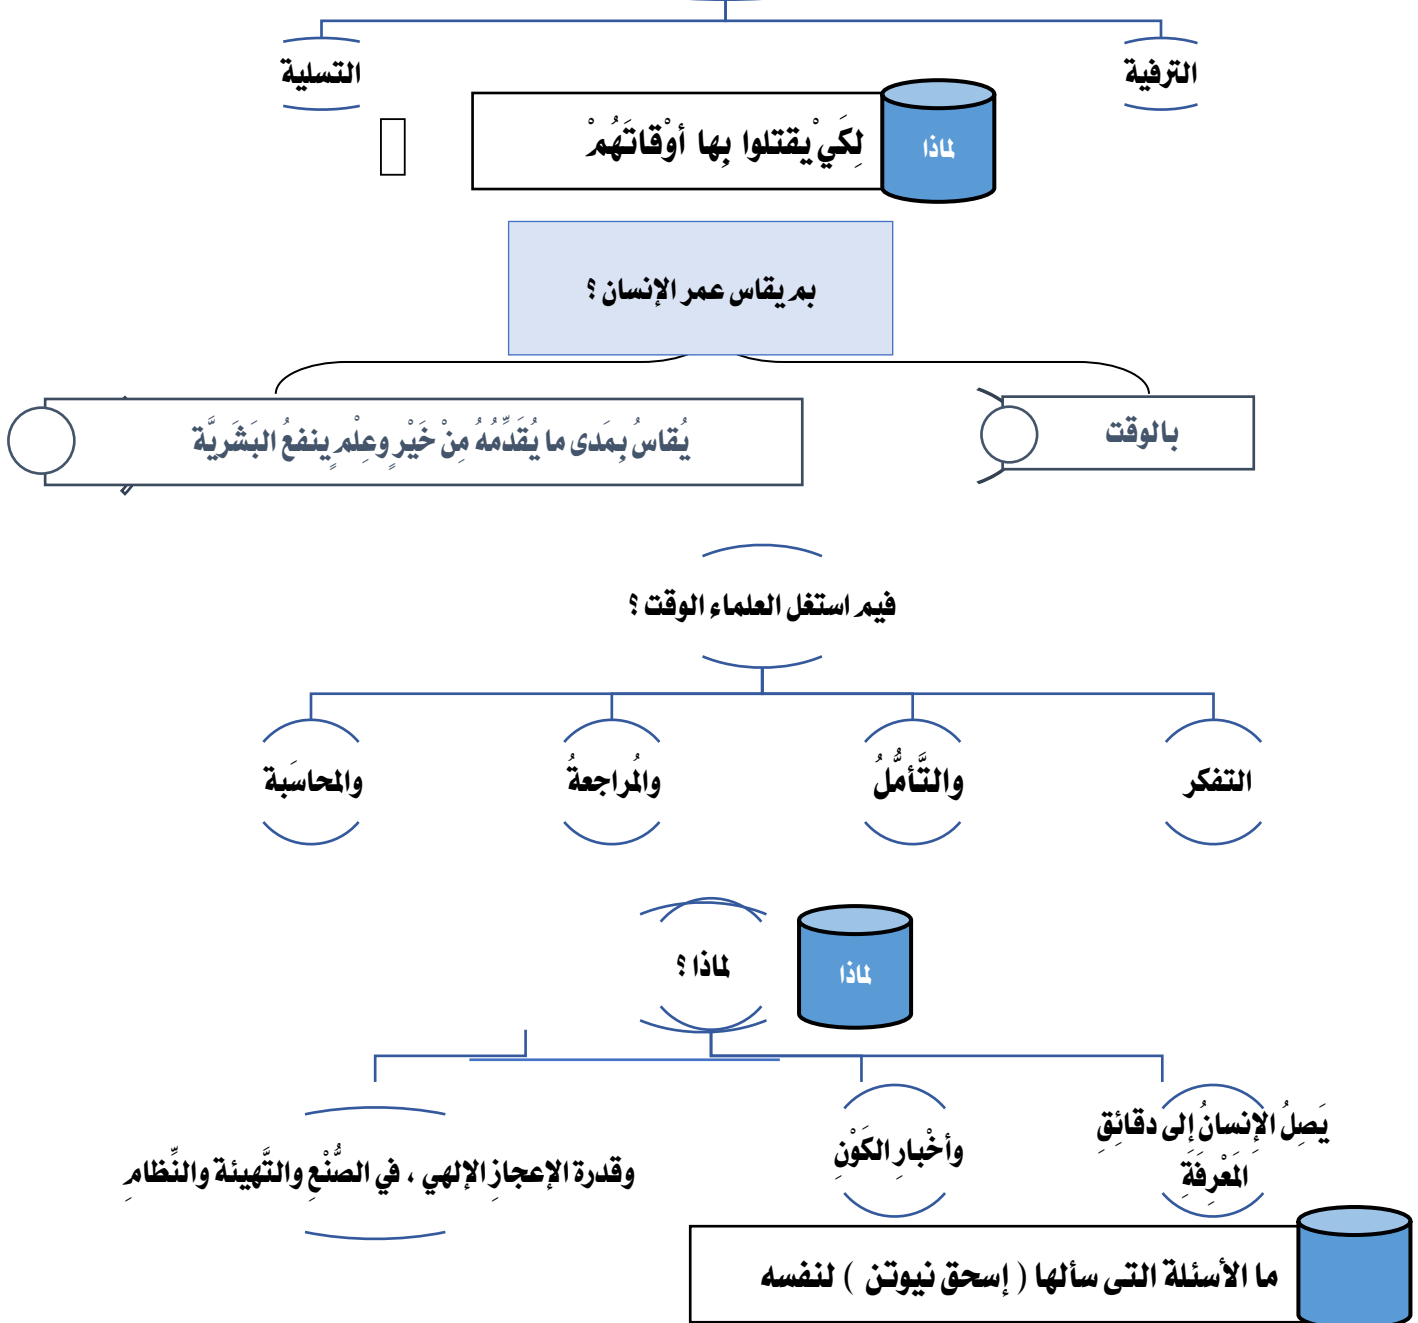 الترفية
التسلية
لماذا
لِكَيْ يقتلوا بِها أوْقاتَهُمْ
بم يقاس عمر الإنسان ؟
بالوقت
يُقاسُ بِمَدى ما يُقَدِّمُهُ مِنْ خَيْرٍ وعِلْمٍ ينفعُ البَشَريَّة
فيم استغل العلماء الوقت ؟
التفكر
والتَّأمُّلُ
والمُراجعةُ
والمحاسَبة
لماذا
لماذا ؟
يَصِلُ الإنسانُ إلى دقائِقِ
المَعْرِفَةِ
وأخْبارِ الكَوْنِ
وقدرة الإعجازِ الإلهي ، في الصُّنْعِ والتَّهيئة والنِّظامِ
ما الأسئلة التى سألها ( إسحق نيوتن ) لنفسه